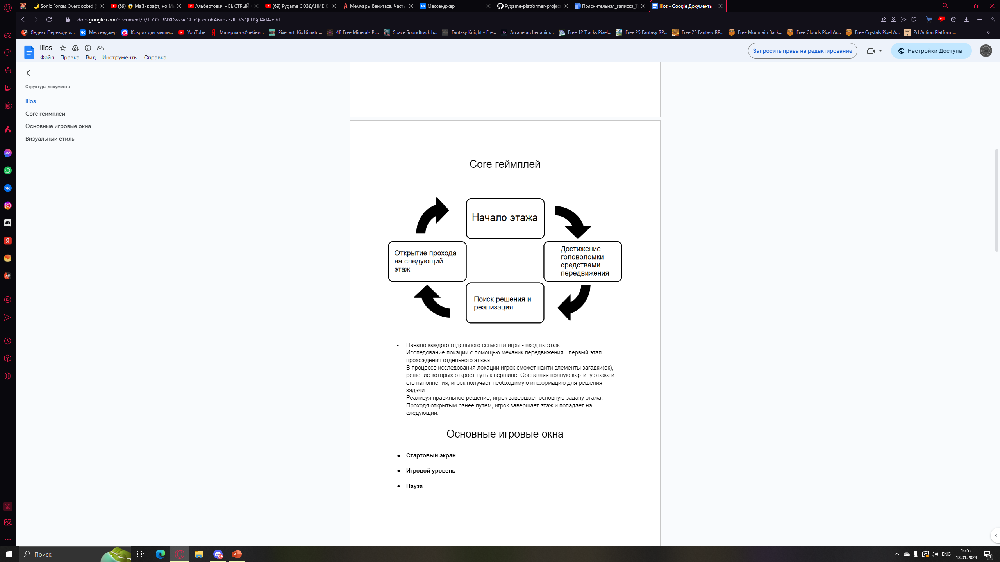 Sonic Forces Overclocked [
(69) 😱 Майнкрафт, но М
Альбертович - БЫСТРЫЙ
(69) Pygame СОЗДАНИЕ К
Мемуары Ванитаса. Часть
Мессенджер
Pygame-platformer-projec
Пояснительная_записка_Т
Ilios - Google Документы
docs.google.com/document/d/1_CCG3NXDwxsicGHrQCeuohA6uqz7zlELVvQFHSjR4d4/edit
Яндекс Переводчи...
Мессенджер
Коврик для мыши...
YouTube
Материал «Учебни...
Pixel art 16x16 natu...
48 Free Minerals Pi...
Space Soundtrack b...
Fantasy Knight - Fre...
Arcane archer anim...
Free 12 Tracks Pixel...
Free 25 Fantasy RP...
Free 25 Fantasy RP...
Free Mountain Back...
Free Clouds Pixel Ar...
Free Crystals Pixel A...
2d Action Platform...
Ilios
Файл Правка Вид Инструменты Справка
Запросить права на редактирование
Настройки Доступа
Структура документа
Ilios
Core геймплей
Основные игровые окна
Визуальный стиль
Core геймплей
Начало этажа
Открытие прохода
на следующий
этаж
Достижение
головоломки
средствами
передвижения
Поиск решения и
реализация
- Начало каждого отдельного сегмента игры - вход на этаж.
- Исследование локации с помощью механик передвижения - первый этап
прохождения отдельного этажа.
- В процессе исследования локации игрок сможет найти элементы загадки(ок),
решение которых откроет путь к вершине. Составляя полную картину этажа и
его наполнения, игрок получает необходимую информацию для решения
задачи.
- Реализуя правильное решение, игрок завершает основную задачу этажа.
- Проходя открытым ранее путём, игрок завершает этаж и попадает на
следующий.
Основные игровые окна
● Стартовый экран
● Игровой уровень
● Пауза
Поиск
9+
ENG
16:55
13.01.2024
1